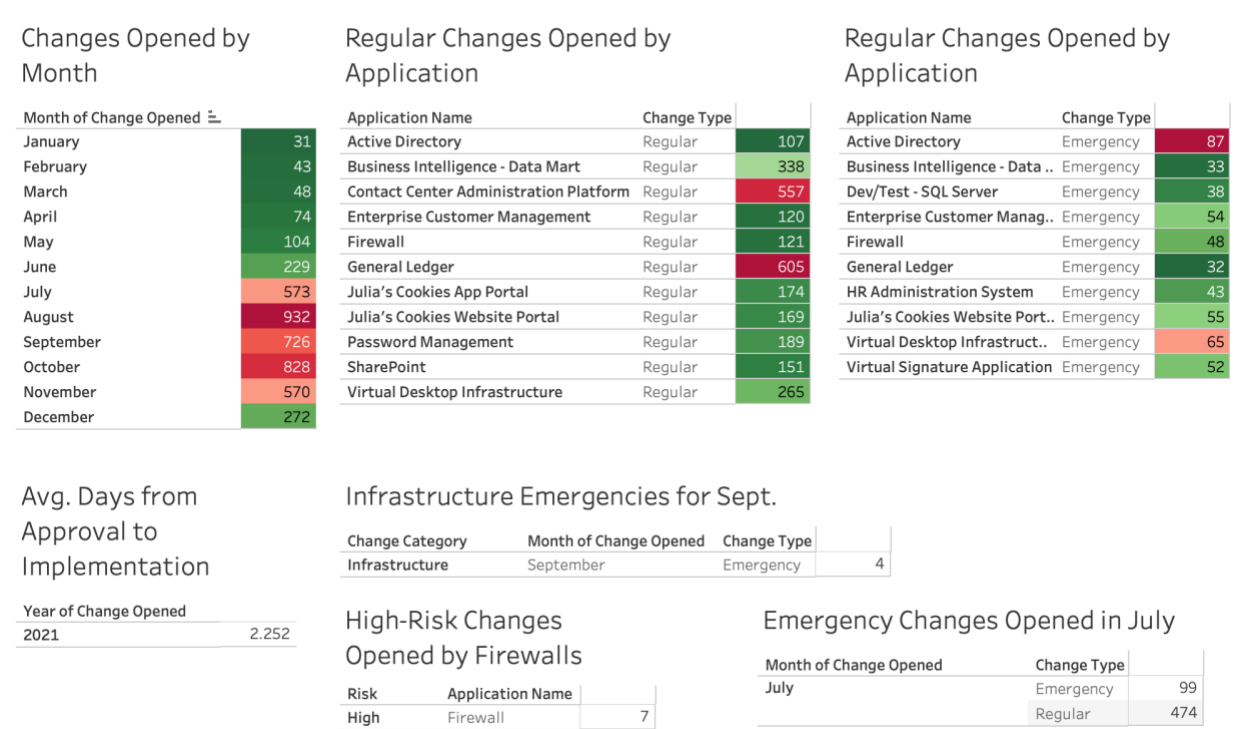 Changes Opened by
Month
Month of Change Opened
January 31
February 43
March 48
April 74
May 104
June 229
July 573
August 932
September 726
October 828
November 570
December 272
Regular Changes Opened by
Application
Application Name Change Type
Active Directory Regular 107
Business Intelligence - Data Mart Regular 338
Contact Center Administration Platform Regular 557
Enterprise Customer Management Regular 120
Firewall Regular 121
General Ledger Regular 605
Julia's Cookies App Portal Regular 174
Julia's Cookies Website Portal Regular 169
Password Management Regular 189
SharePoint Regular 151
Virtual Desktop Infrastructure Regular 265
Regular Changes Opened by
Application
Application Name Change Type
Active Directory Emergency 87
Business Intelligence - Data .. Emergency 33
Dev/Test - SQL Server Emergency 38
Enterprise Customer Manag.. Emergency 54
Firewall Emergency 48
General Ledger Emergency 32
HR Administration System Emergency 43
Julia's Cookies Website Port.. Emergency 55
Virtual Desktop Infrastruct.. Emergency 65
Virtual Signature Application Emergency 52
Avg. Days from
Approval to
Implementation
Year of Change Opened
2021 2.252
Infrastructure Emergencies for Sept.
Change Category Month of Change Opened Change Type
Infrastructure September Emergency 4
High-Risk Changes
Opened by Firewalls
Risk Application Name
High Firewall 7
Emergency Changes Opened in July
Month of Change Opened Change Type
July Emergency 99
Regular 474